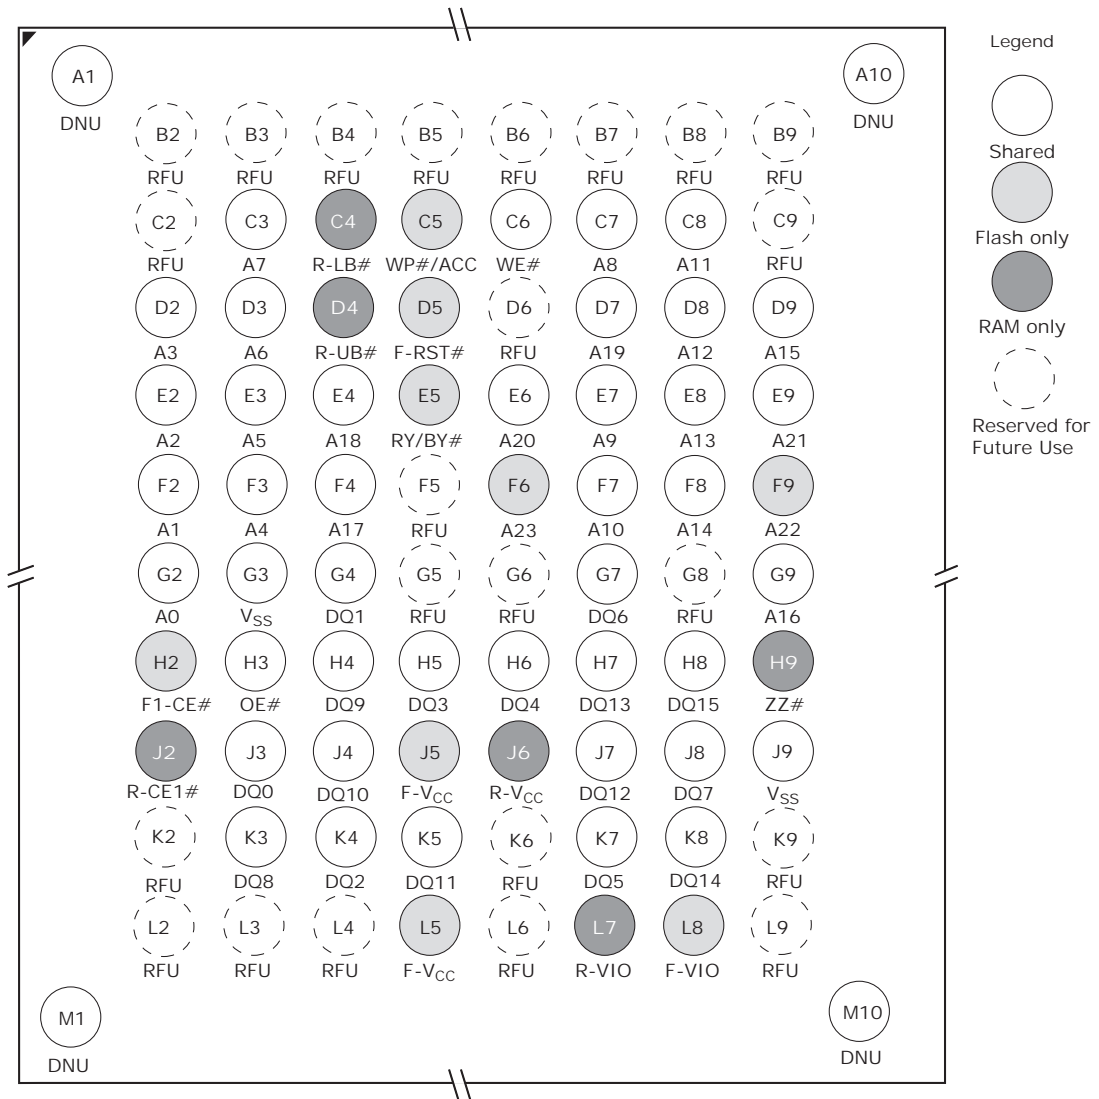 Legend
A1
A10
DNU
DNU
B2 B3 B4 B5 B6 B7 B8 B9
Shared
RFU RFU RFU RFU RFU RFU RFU RFU
C2 C3 C4 C5 C6 C7 C8 C9
Flash only
RFU A7 R-LB# WP#/ACC WE# A8 A11 RFU
D2 D3 D4 D5 D6 D7 D8 D9
RAM only
A3 A6 R-UB# F-RST# RFU A19 A12 A15
E2 E3 E4 E5 E6 E7 E8 E9
Reserved for
Future Use
A2 A5 A18 RY/BY# A20 A9 A13 A21
F2 F3 F4 F5 F6 F7 F8 F9
A1 A4 A17 RFU A23 A10 A14 A22
G2 G3 G4 G5 G6 G7 G8 G9
A0 VSS DQ1 RFU RFU DQ6 RFU A16
H2 H3 H4 H5 H6 H7 H8 H9
F1-CE# OE# DQ9 DQ3 DQ4 DQ13 DQ15 ZZ#
J2 J3 J4 J5 J6 J7 J8 J9
R-CE1# DQ0 DQ10 F-VCC R-VCC DQ12 DQ7 VSS
K2 K3 K4 K5 K6 K7 K8 K9
RFU DQ8 DQ2 DQ11 RFU DQ5 DQ14 RFU
L2 L3 L4 L5 L6 L7 L8 L9
RFU RFU RFU F-VCC RFU R-VIO F-VIO RFU
M1
M10
DNU
DNU